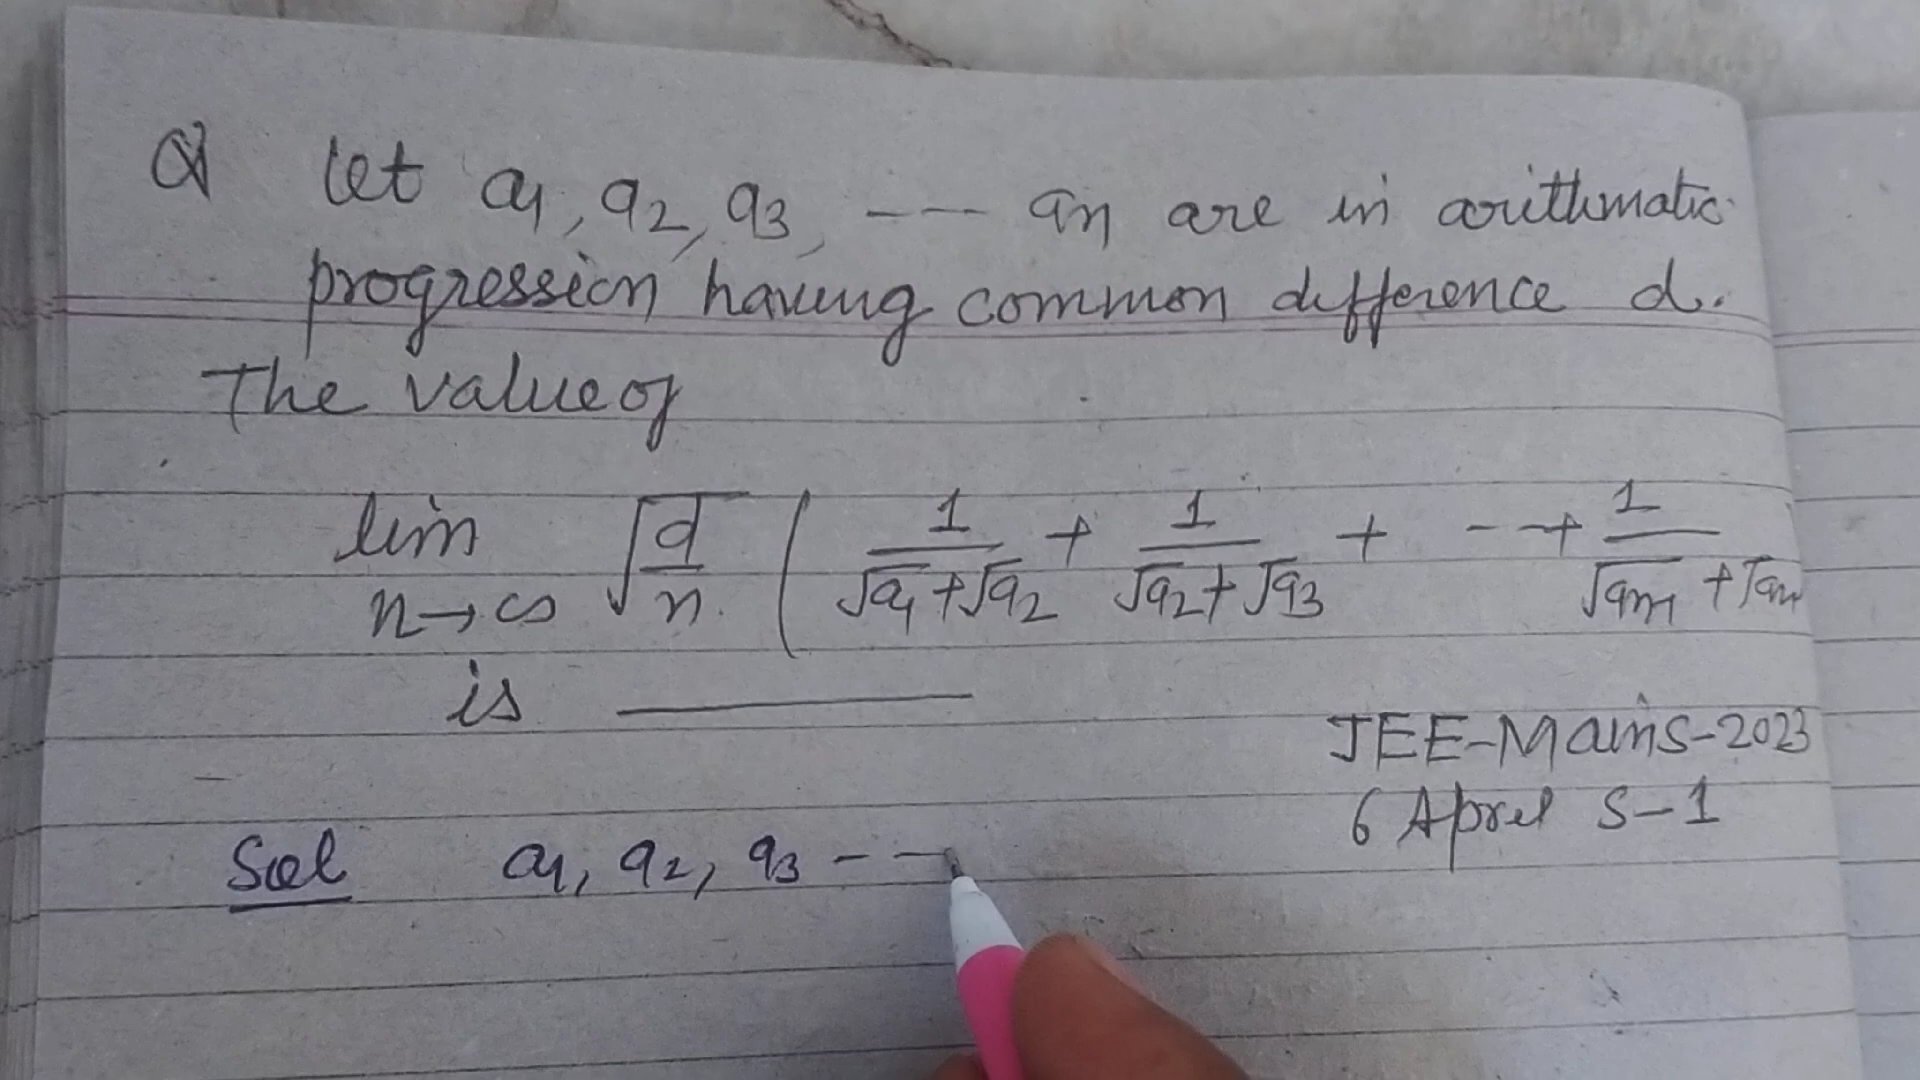 Q let a1, a2, a3, --- an are in arithmatic
progression having common difference d.
The value of
lim n→∞ √(d/n) ( 1/(√a1+√a2) + 1/(√a2+√a3) + --+ 1/(√an-1 +√an
is ______
JEE-Mains-2023
6 April S-1
Sol a1, a2, a3 --